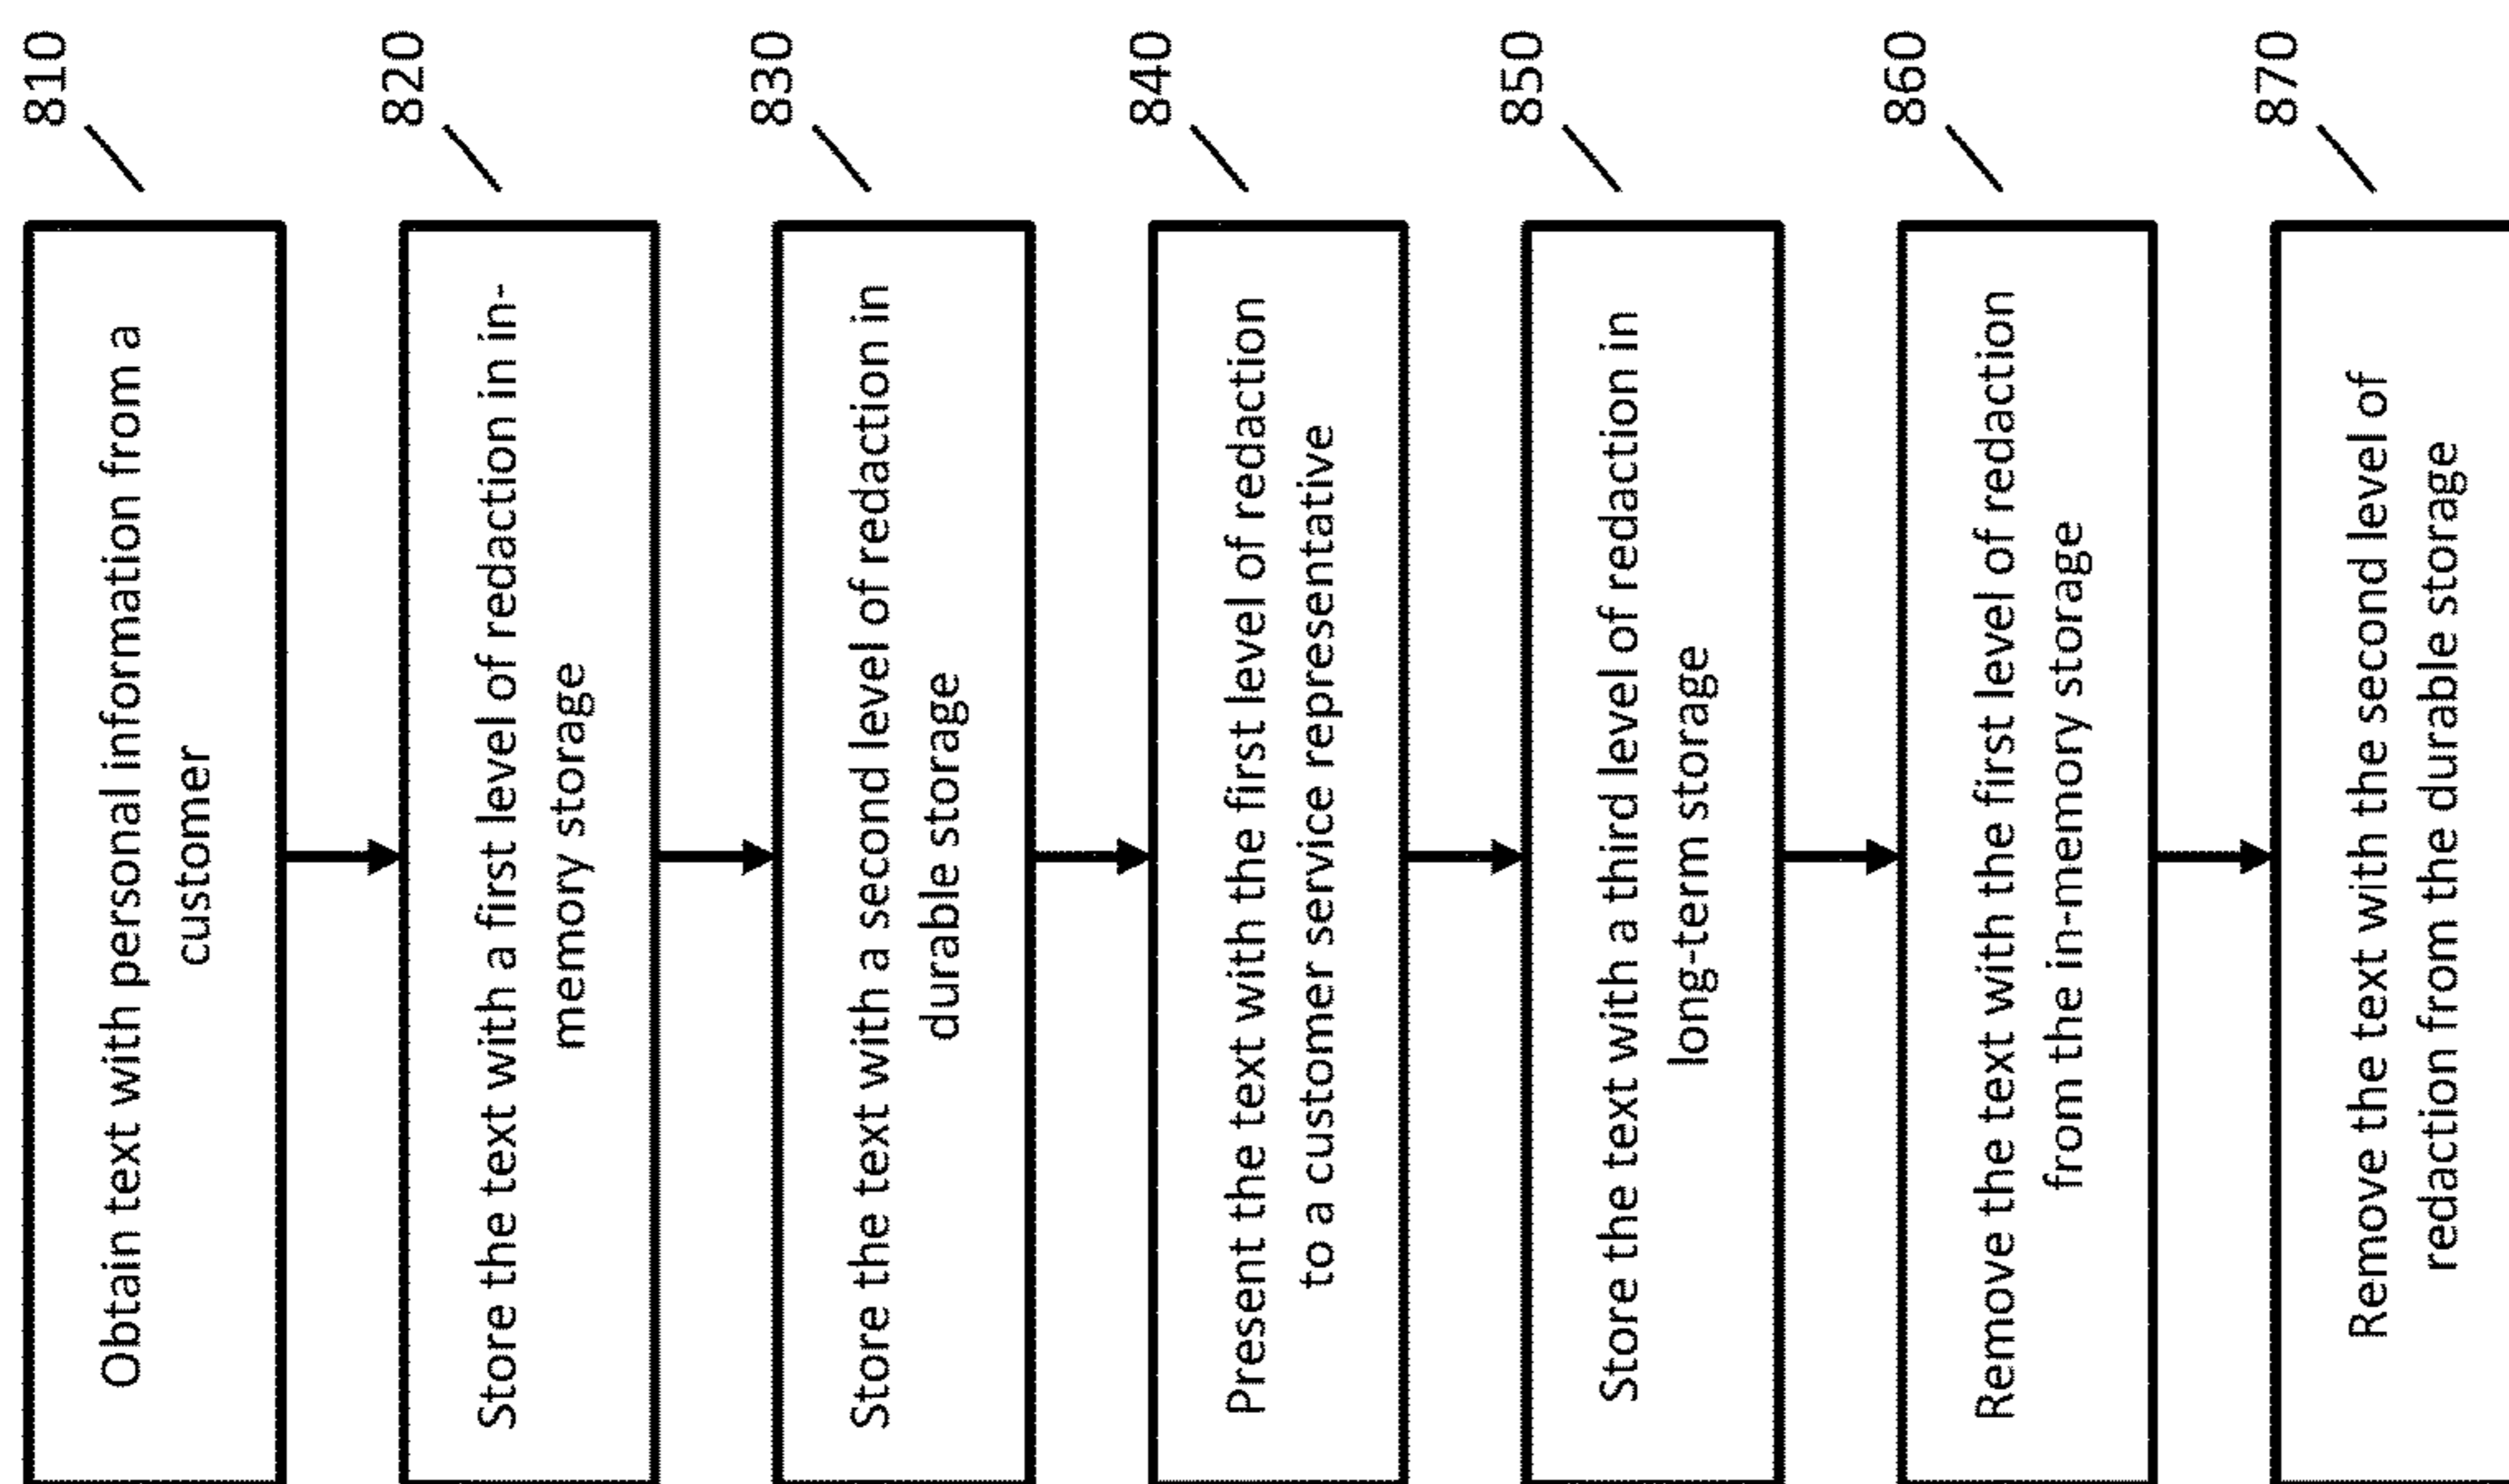 810
Obtain text with personal information from a
customer
820
Store the text with a first level of redaction in in-
memory storage
830
Store the text with a second level of redaction in
durable storage
840
Present the text with the first level of redaction
to a customer service representative
850
Store the text with a third level of redaction in
long-term storage
860
Remove the text with the first level of redaction
from the in-memory storage
870
Remove the text with the second level of
redaction from the durable storage